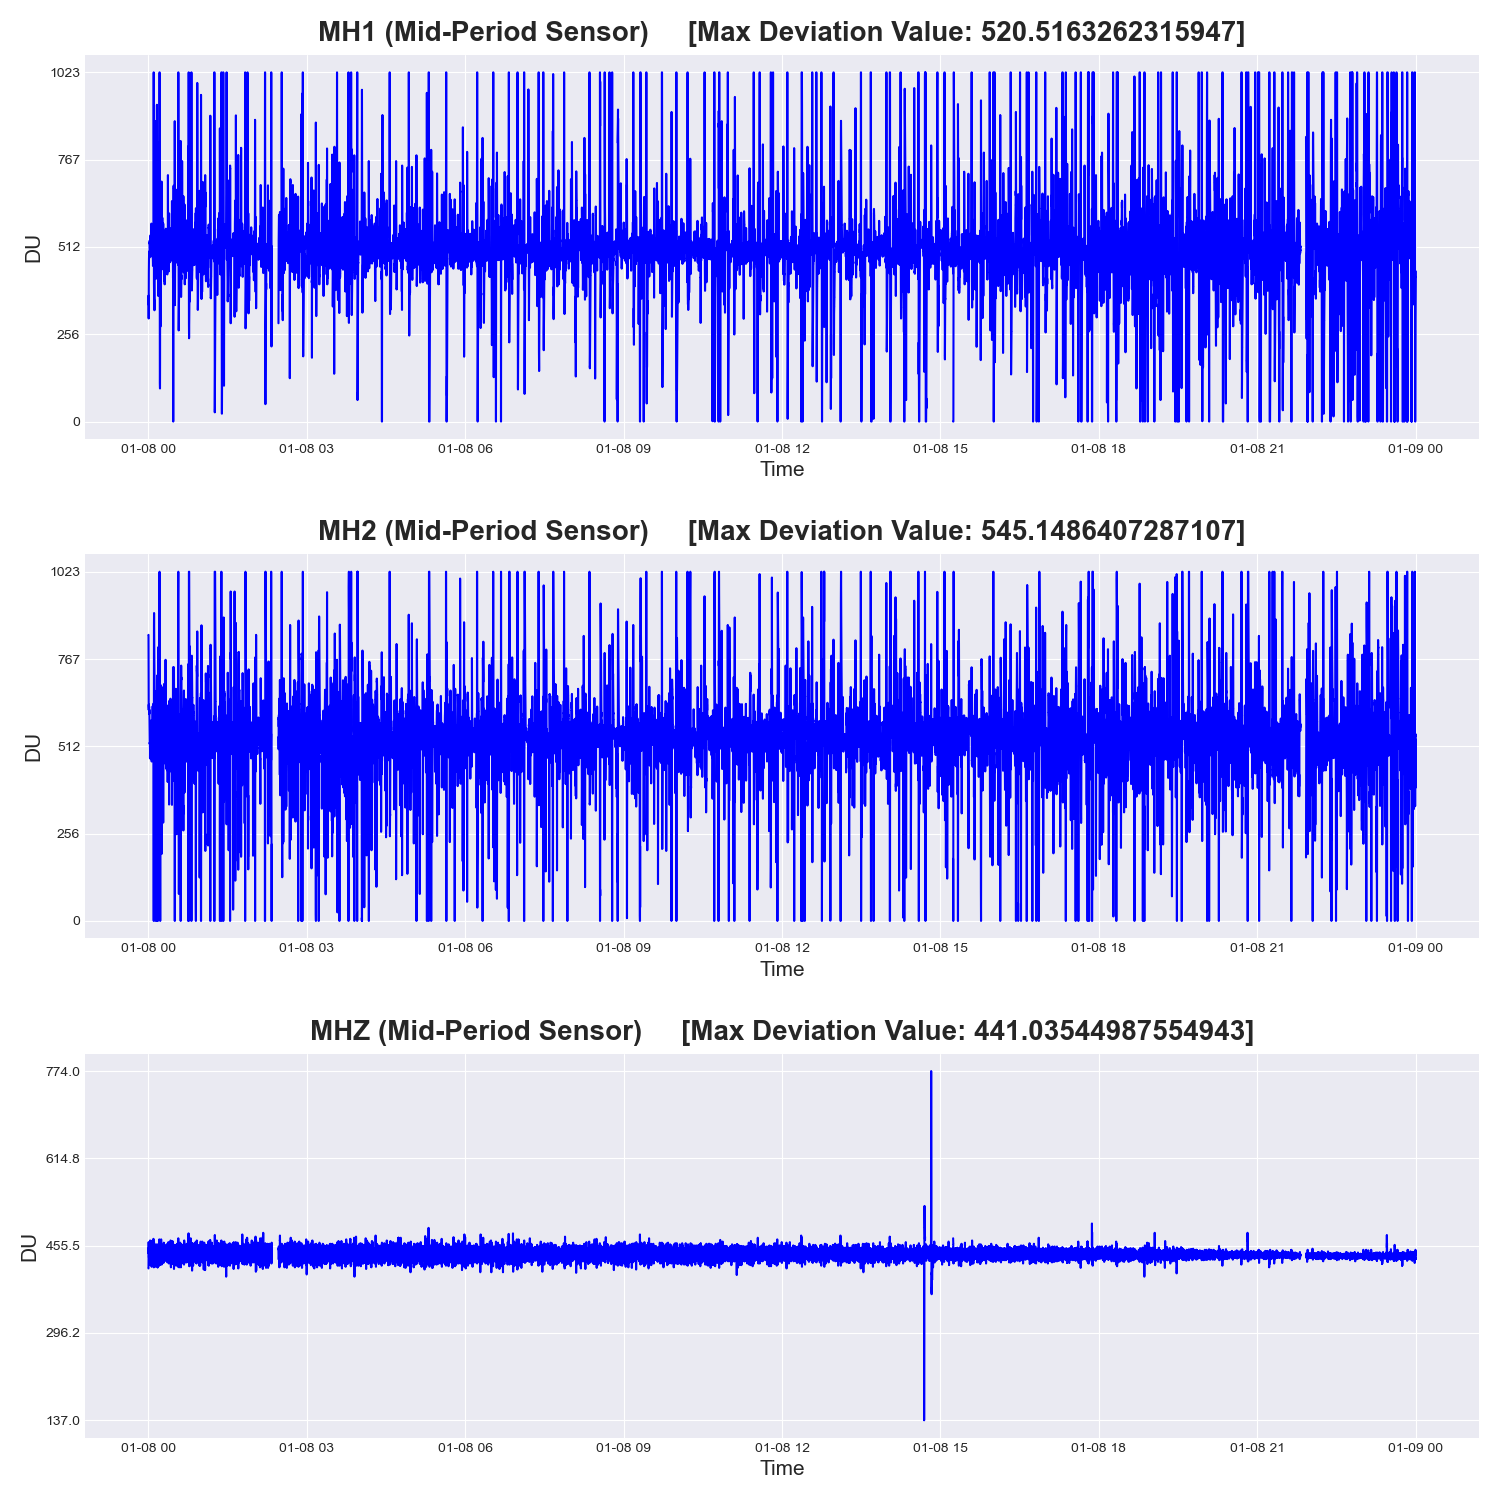 MH1 (Mid-Period Sensor) [Max Deviation Value: 520.5163262315947]
1023
767
512
256
0
DU
01-08 00 01-08 03 01-08 06 01-08 09 01-08 12 01-08 15 01-08 18 01-08 21 01-09 00
Time
MH2 (Mid-Period Sensor) [Max Deviation Value: 545.1486407287107]
1023
767
512
256
0
DU
01-08 00 01-08 03 01-08 06 01-08 09 01-08 12 01-08 15 01-08 18 01-08 21 01-09 00
Time
MHZ (Mid-Period Sensor) [Max Deviation Value: 441.03544987554943]
774.0
614.8
455.5
296.2
137.0
DU
01-08 00 01-08 03 01-08 06 01-08 09 01-08 12 01-08 15 01-08 18 01-08 21 01-09 00
Time